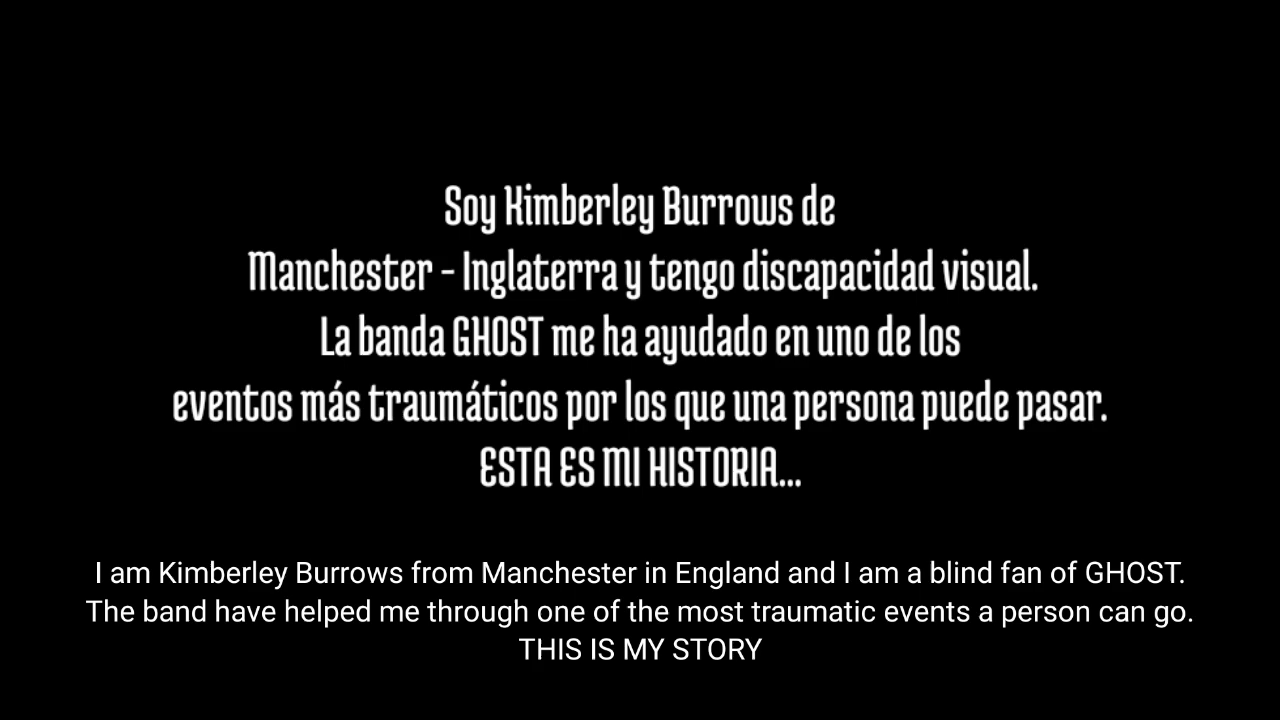 Soy Kimberley Burrows de
Manchester - Inglaterra y tengo discapacidad visual.
La banda GHOST me ha ayudado en uno de los
eventos más traumáticos por los que una persona puede pasar.
ESTA ES MI HISTORIA...
I am Kimberley Burrows from Manchester in England and I am a blind fan of GHOST.
The band have helped me through one of the most traumatic events a person can go.
THIS IS MY STORY